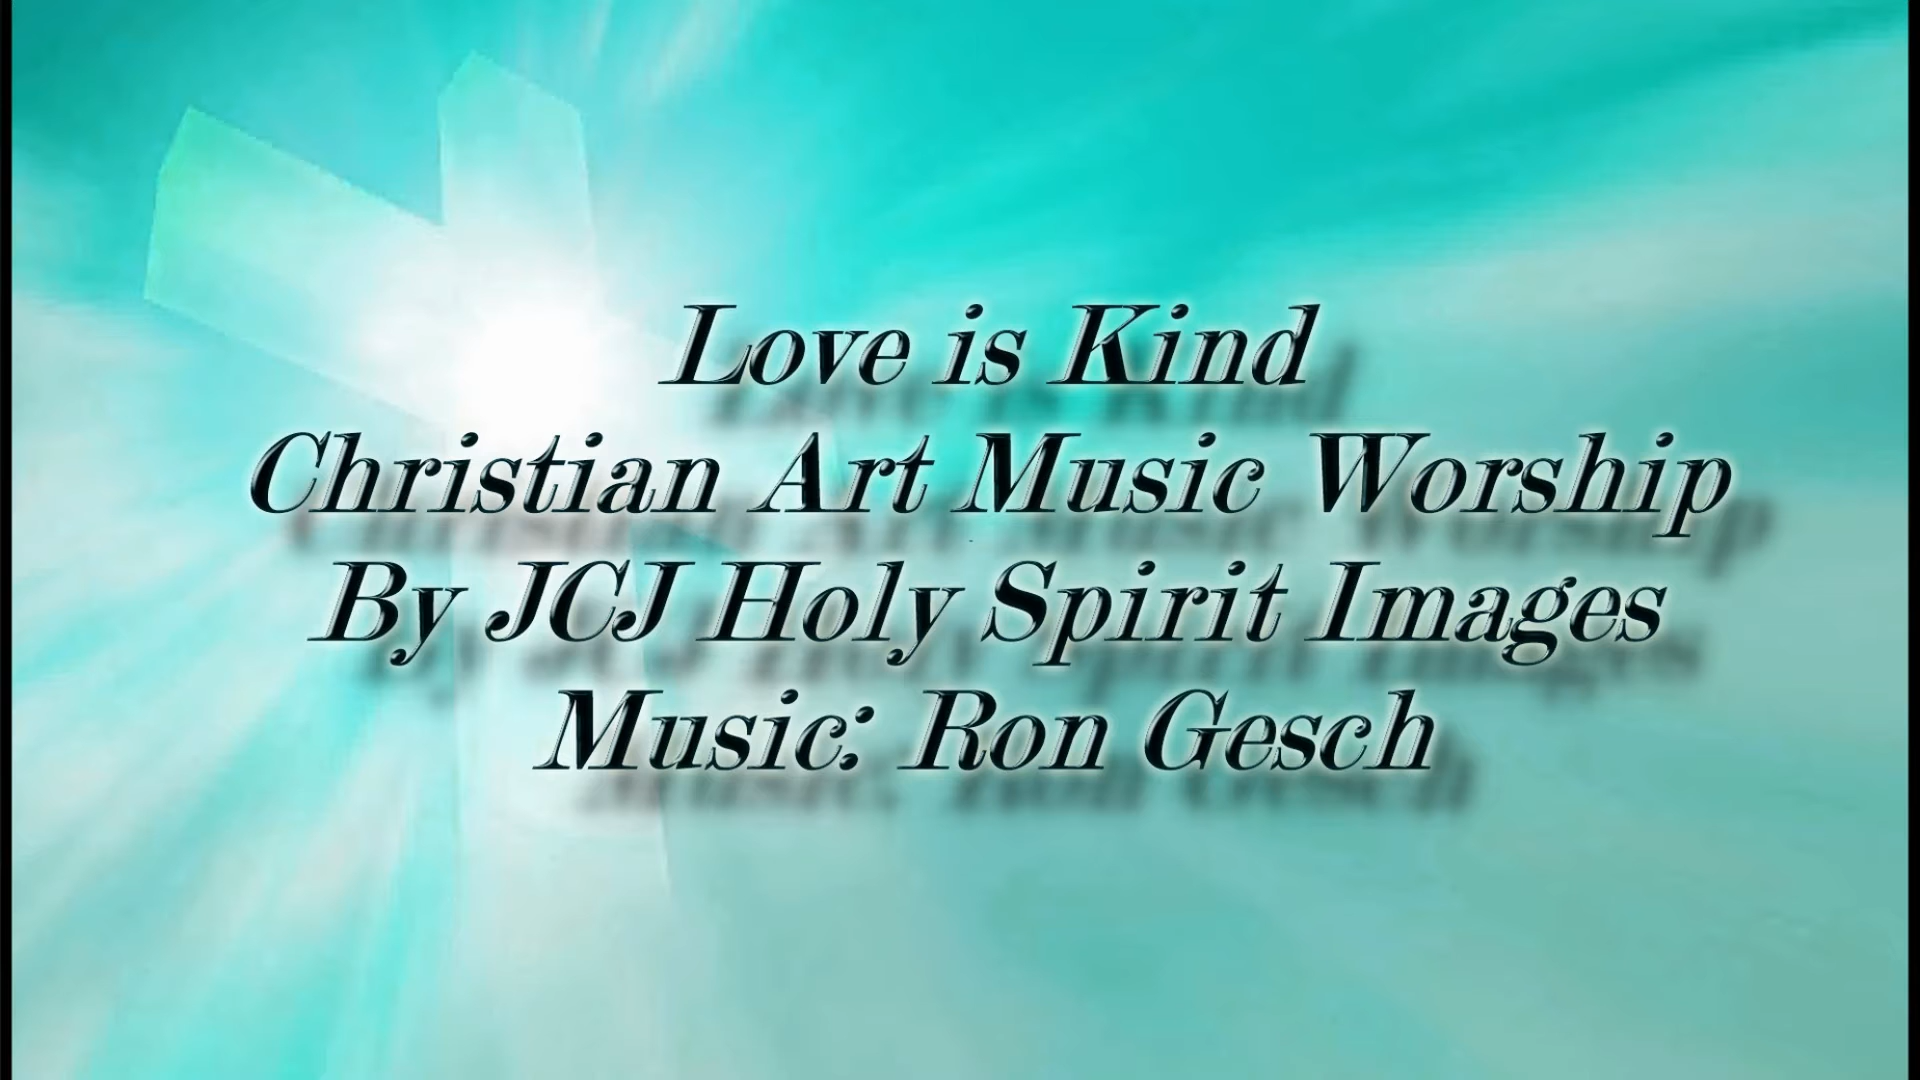 Love is Kind
Christian Art Music Worship
By JCJ Holy Spirit Images
Music: Ron Gesch